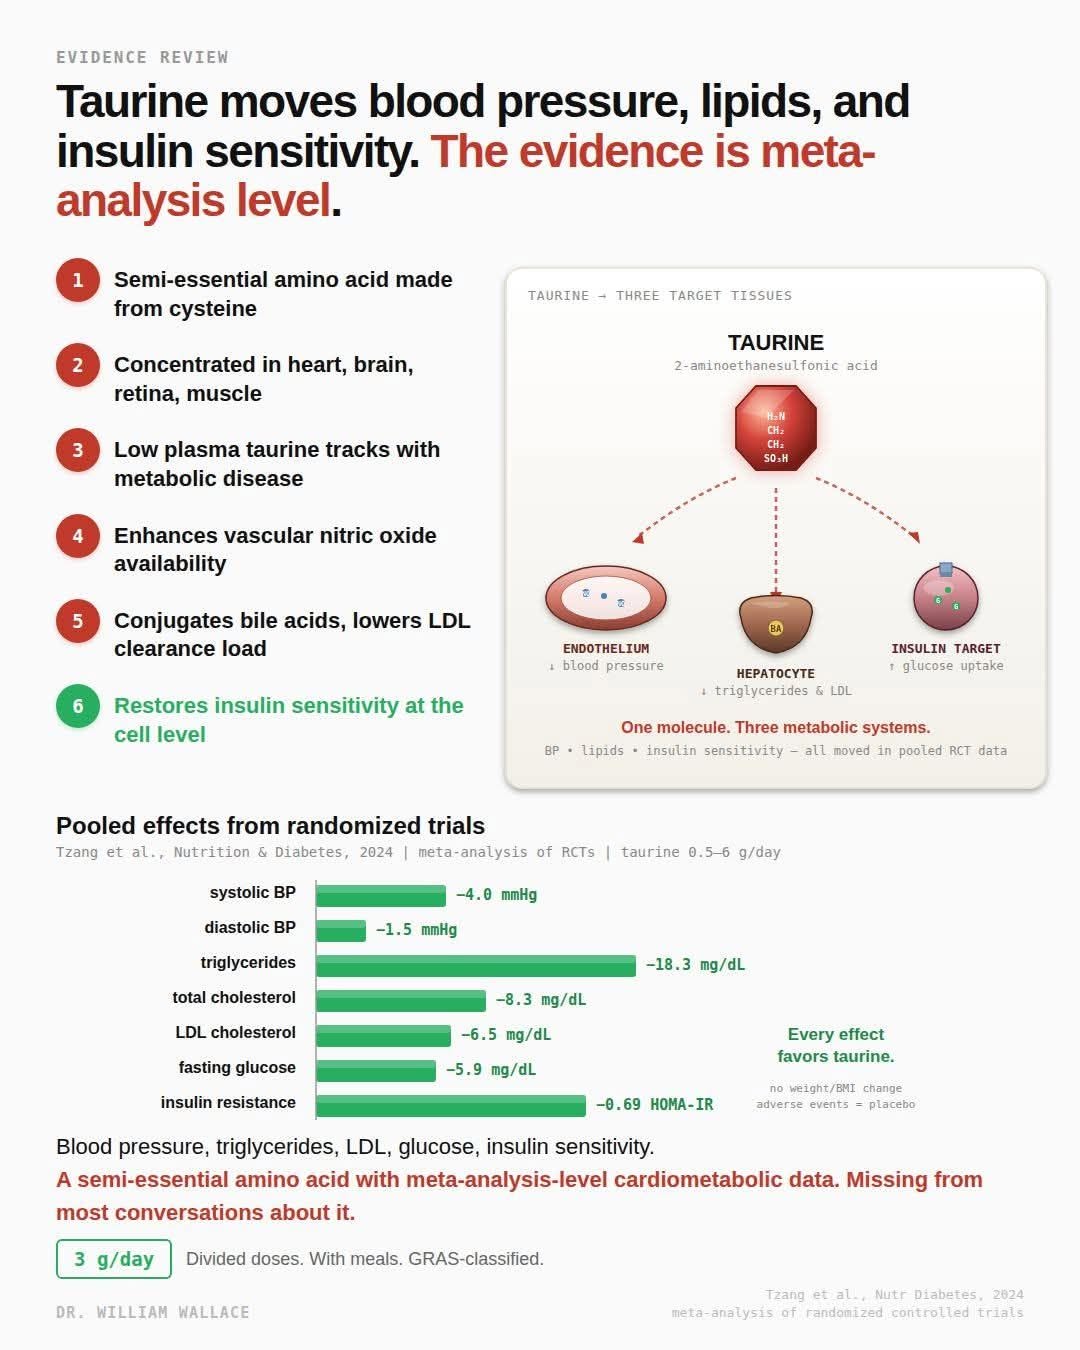 EVIDENCE REVIEW
Taurine moves blood pressure, lipids, and
insulin sensitivity. The evidence is meta-
analysis level.
1
Semi-essential amino acid made
from cysteine
2
Concentrated in heart, brain,
retina, muscle
3
Low plasma taurine tracks with
metabolic disease
4
Enhances vascular nitric oxide
availability
5
Conjugates bile acids, lowers LDL
clearance load
6
Restores insulin sensitivity at the
cell level
TAURINE → THREE TARGET TISSUES
TAURINE
2-aminoethanesulfonic acid
H₂N
CH₂
CH₂
SO₃H
ENDOTHELIUM
↓ blood pressure
BA
HEPATOCYTE
↓ triglycerides & LDL
G
G
INSULIN TARGET
↑ glucose uptake
One molecule. Three metabolic systems.
BP • lipids • insulin sensitivity — all moved in pooled RCT data
Pooled effects from randomized trials
Tzang et al., Nutrition & Diabetes, 2024 | meta-analysis of RCTs | taurine 0.5–6 g/day
systolic BP −4.0 mmHg
diastolic BP −1.5 mmHg
triglycerides −18.3 mg/dL
total cholesterol −8.3 mg/dL
LDL cholesterol −6.5 mg/dL
fasting glucose −5.9 mg/dL
insulin resistance −0.69 HOMA-IR
Every effect
favors taurine.
no weight/BMI change
adverse events = placebo
Blood pressure, triglycerides, LDL, glucose, insulin sensitivity.
A semi-essential amino acid with meta-analysis-level cardiometabolic data. Missing from
most conversations about it.
3 g/day
Divided doses. With meals. GRAS-classified.
DR. WILLIAM WALLACE
Tzang et al., Nutr Diabetes, 2024
meta-analysis of randomized controlled trials